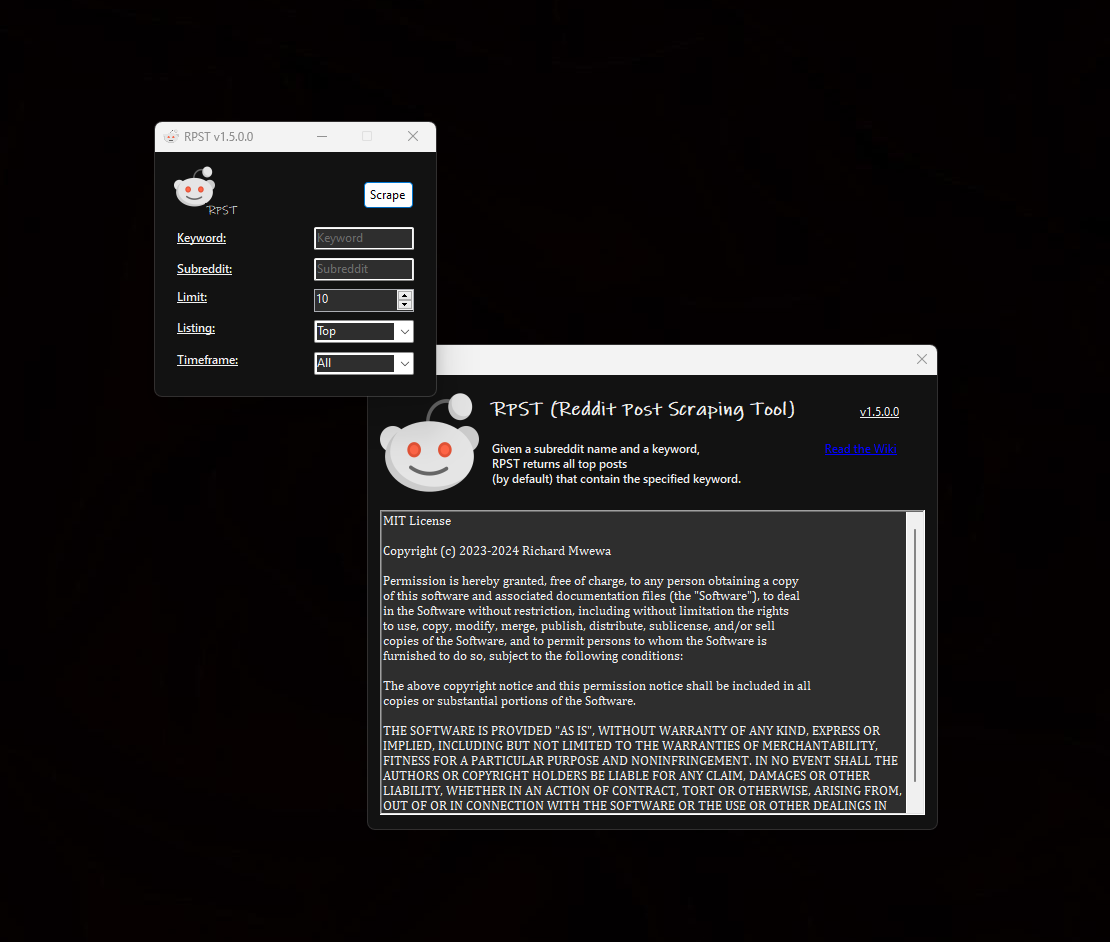 RPST v1.5.0.0
RPST
Scrape
Keyword:
Keyword
Subreddit:
Subreddit
Limit:
10
Listing:
Top
Timeframe:
All
RPST (Reddit Post Scraping Tool)
v1.5.0.0
Given a subreddit name and a keyword,
RPST returns all top posts
(by default) that contain the specified keyword.
Read the Wiki
MIT License
Copyright (c) 2023-2024 Richard Mwewa
Permission is hereby granted, free of charge, to any person obtaining a copy
of this software and associated documentation files (the "Software"), to deal
in the Software without restriction, including without limitation the rights
to use, copy, modify, merge, publish, distribute, sublicense, and/or sell
copies of the Software, and to permit persons to whom the Software is
furnished to do so, subject to the following conditions:
The above copyright notice and this permission notice shall be included in all
copies or substantial portions of the Software.
THE SOFTWARE IS PROVIDED "AS IS", WITHOUT WARRANTY OF ANY KIND, EXPRESS OR
IMPLIED, INCLUDING BUT NOT LIMITED TO THE WARRANTIES OF MERCHANTABILITY,
FITNESS FOR A PARTICULAR PURPOSE AND NONINFRINGEMENT. IN NO EVENT SHALL THE
AUTHORS OR COPYRIGHT HOLDERS BE LIABLE FOR ANY CLAIM, DAMAGES OR OTHER
LIABILITY, WHETHER IN AN ACTION OF CONTRACT, TORT OR OTHERWISE, ARISING FROM,
OUT OF OR IN CONNECTION WITH THE SOFTWARE OR THE USE OR OTHER DEALINGS IN